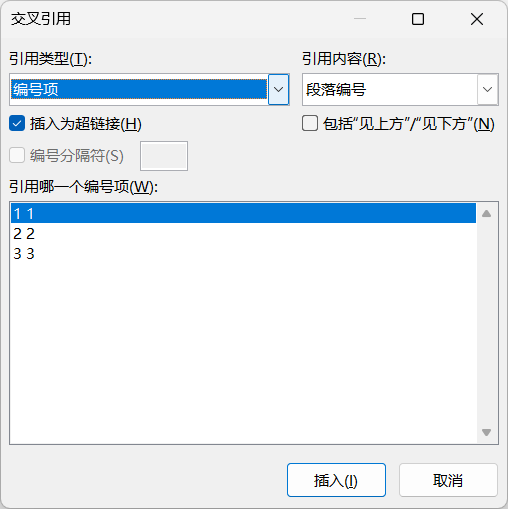 交叉引用
引用类型(T):
引用内容(R):
编号项
段落编号
插入为超链接(H)
包括“见上方”/“见下方”(N)
编号分隔符(S)
引用哪一个编号项(W):
1 1
2 2
3 3
插入(I)
取消